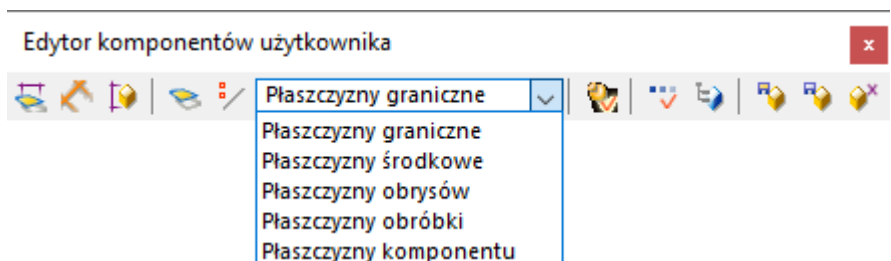 Edytor komponentów użytkownika
Płaszczyzny graniczne
Płaszczyzny graniczne
Płaszczyzny środkowe
Płaszczyzny obrysów
Płaszczyzny obróbki
Płaszczyzny komponentu